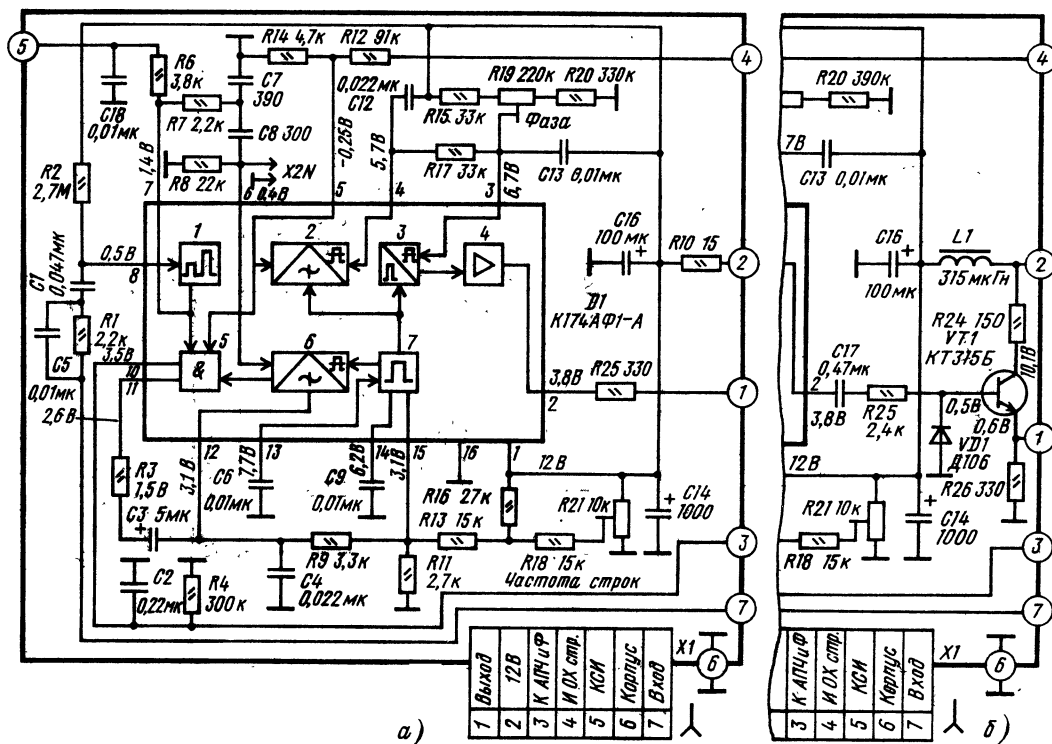 5
R14 4,7к
R12 91к
4
R6
3,8к
C7
390
0,022мк
C12
R19 220к
R20 330к
R15 33к
Фаза
C18
0,01мк
R7 2,2к
C8 300
-0,25В
5,7В
R17 33к
C13 0,01мк
6,7В
1,4В
R8 22к
X2N
0,4В
R2
2,7М
7
6
5
4
3
1
2
3
4
C16
100 мк
R10 15
2
0,5В
8
C1
0,047мк
D1
К174АФ1-А
R1
2,2к
3,5В
5
6
7
&
10
11
C5
0,01мк
2,6В
3,8В
2
R25 330
1
12
13
14
15
16
1
3,1В
7,7В
6,2В
3,1В
12В
R3
1,5В
C6
0,01мк
C9
0,01мк
R16 27к
R21 10к
C14
1000
C3 5мк
R13 15к
R9 3,3к
R11
2,7к
R18 15к
Частота строк
3
C2
0,22мк
R4
300к
C4
0,022мк
7
1 Выход
2 12В
3 К АПЧиФ
4 И ОХ стр.
5 КСИ
6 Корпус
7 Вход
X1
6
а)
4
R20 390к
7В
C13 0,01мк
C16
100мк
L1
315мкГн
2
R24 150
VT1
КТ315Б
10,1В
C17
0,47мк
2
3,8В
R25
2,4к
0,5В
0,6В
1
VD1
Д106
R26 330
12В
R21 10к
C14
1000
R18 15к
3
7
3 К АПЧиФ
4 И ОХ стр.
5 КСИ
6 Корпус
7 Вход
X1
6
б)